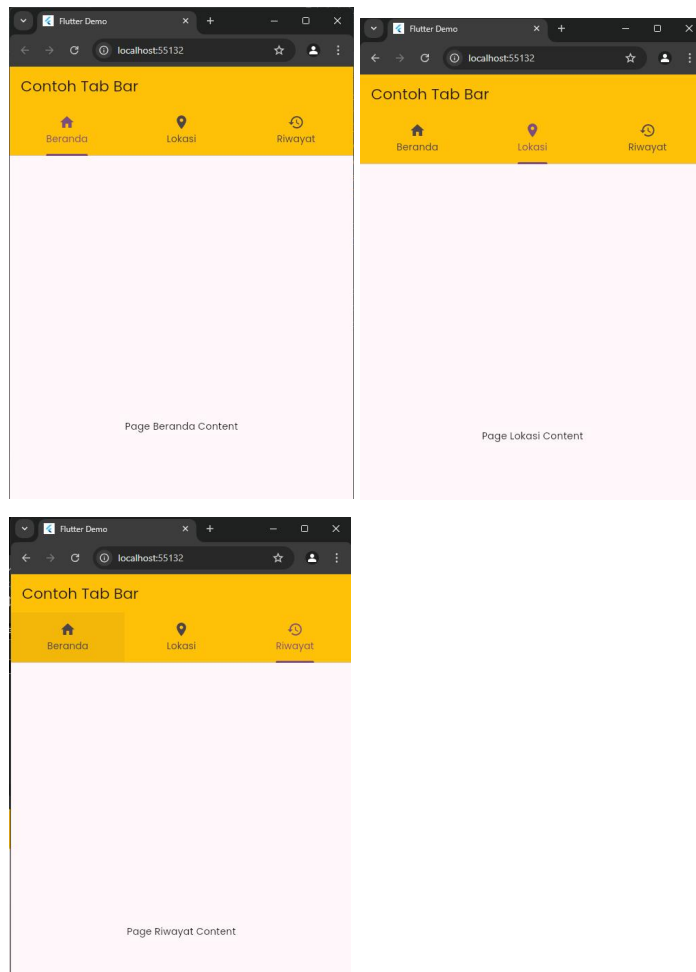 Flutter Demo
localhost:55132
Contoh Tab Bar
Beranda
Lokasi
Riwayat
Page Beranda Content
Flutter Demo
localhost:55132
Contoh Tab Bar
Beranda
Lokasi
Riwayat
Page Lokasi Content
Flutter Demo
localhost:55132
Contoh Tab Bar
Beranda
Lokasi
Riwayat
Page Riwayat Content